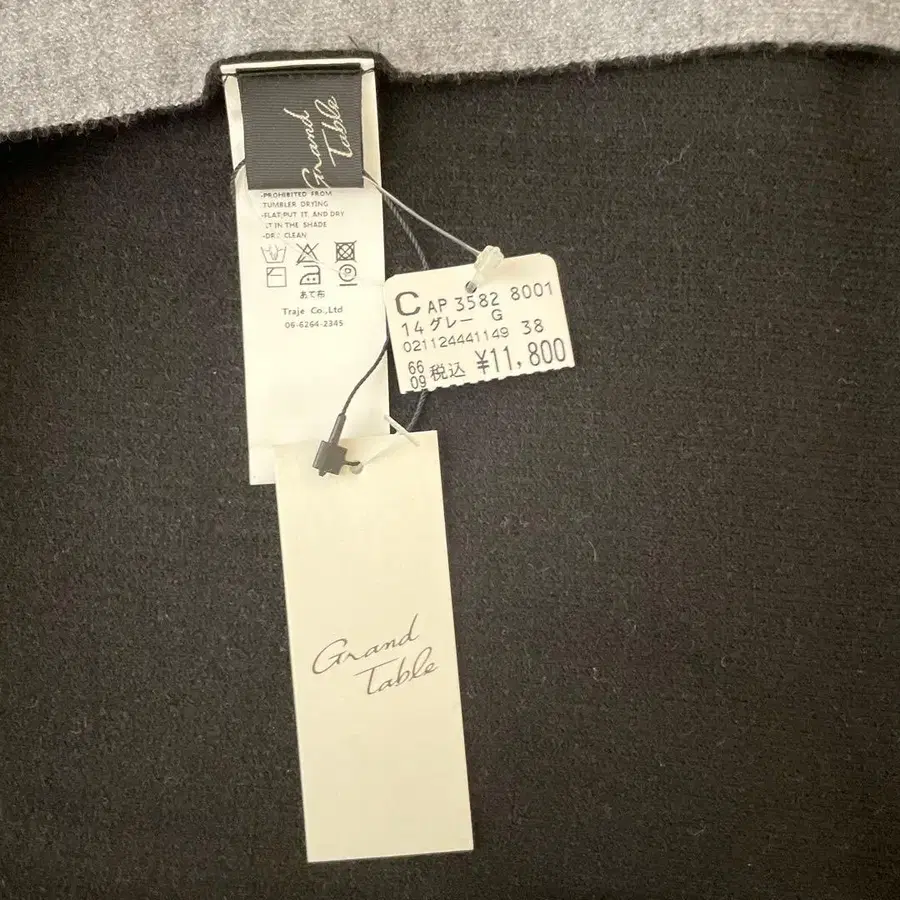 Grand
Table
·PROHIBITED FROM
TUMBLER DRYING
·FLAT PUT IT AND DRY
IT IN THE SHADE
·DRY CLEAN
あて布
Traje Co.,Ltd
06-6264-2345
C AP 3582 8001
14 グレー G
021124441149 38
66
09 税込 ¥11,800
Grand
Table